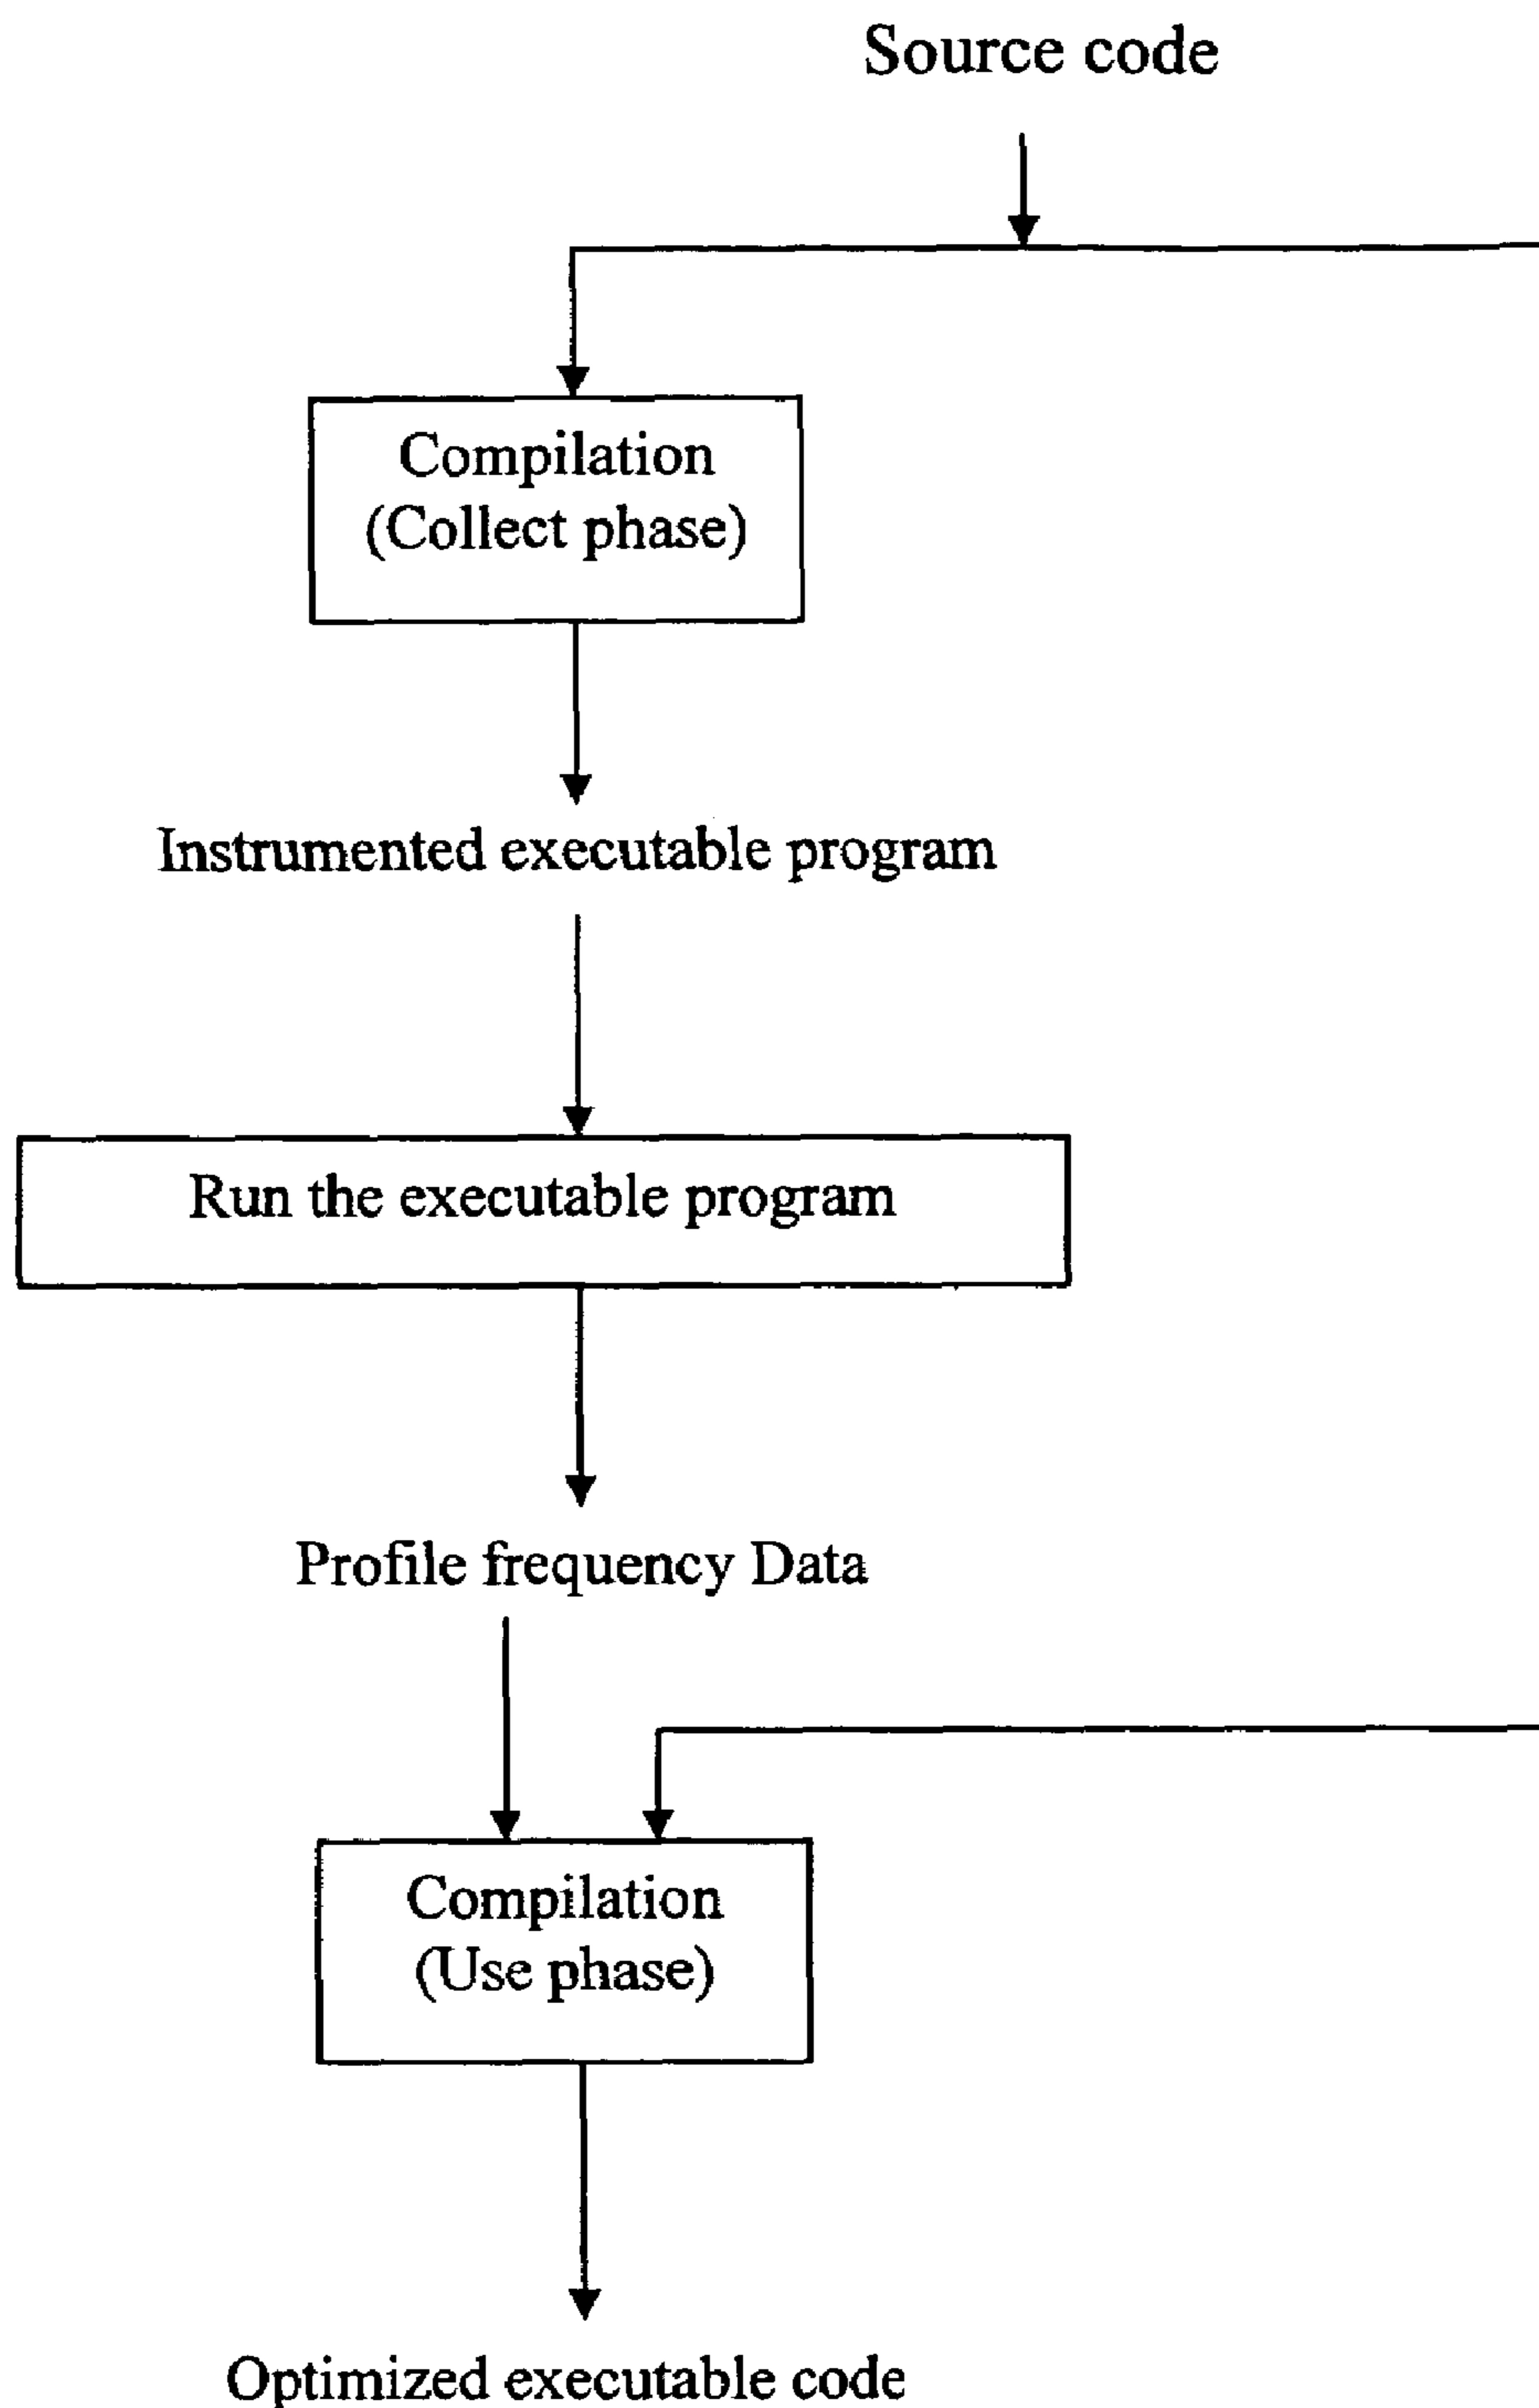 Source code
Compilation
(Collect phase)
Instrumented executable program
Run the executable program
Profile frequency Data
Compilation
(Use phase)
Optimized executable code